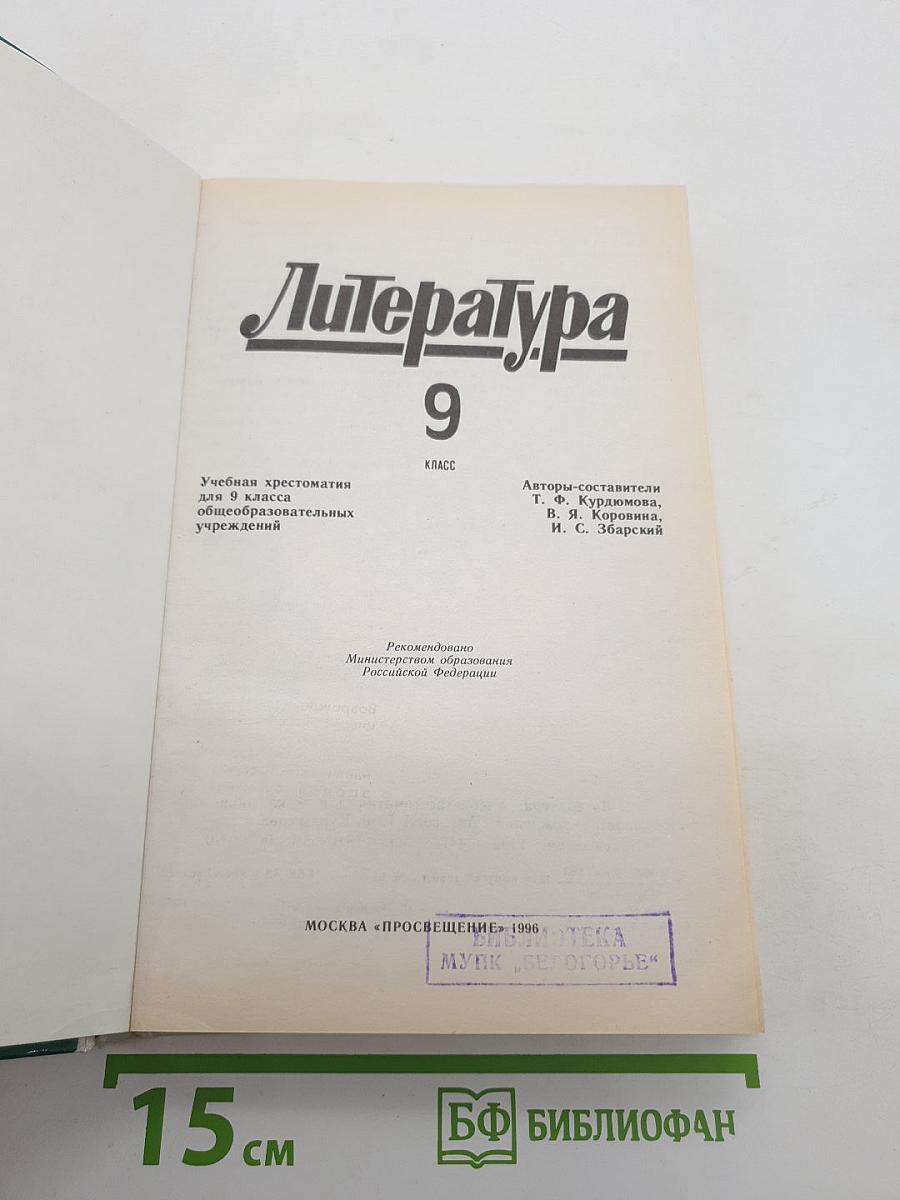 Литература
9
КЛАСС
Учебная хрестоматия
для 9 класса
общеобразовательных
учреждений
Авторы-составители
Т. Ф. Курдюмова,
В. Я. Коровина,
И. С. Збарский
Рекомендовано
Министерством образования
Российской Федерации
МОСКВА «ПРОСВЕЩЕНИЕ» 1996
БИБЛИОТЕКА
МУПК „БЕЛОГОРЬЕ“
15 см
БФ БИБЛИОФАН